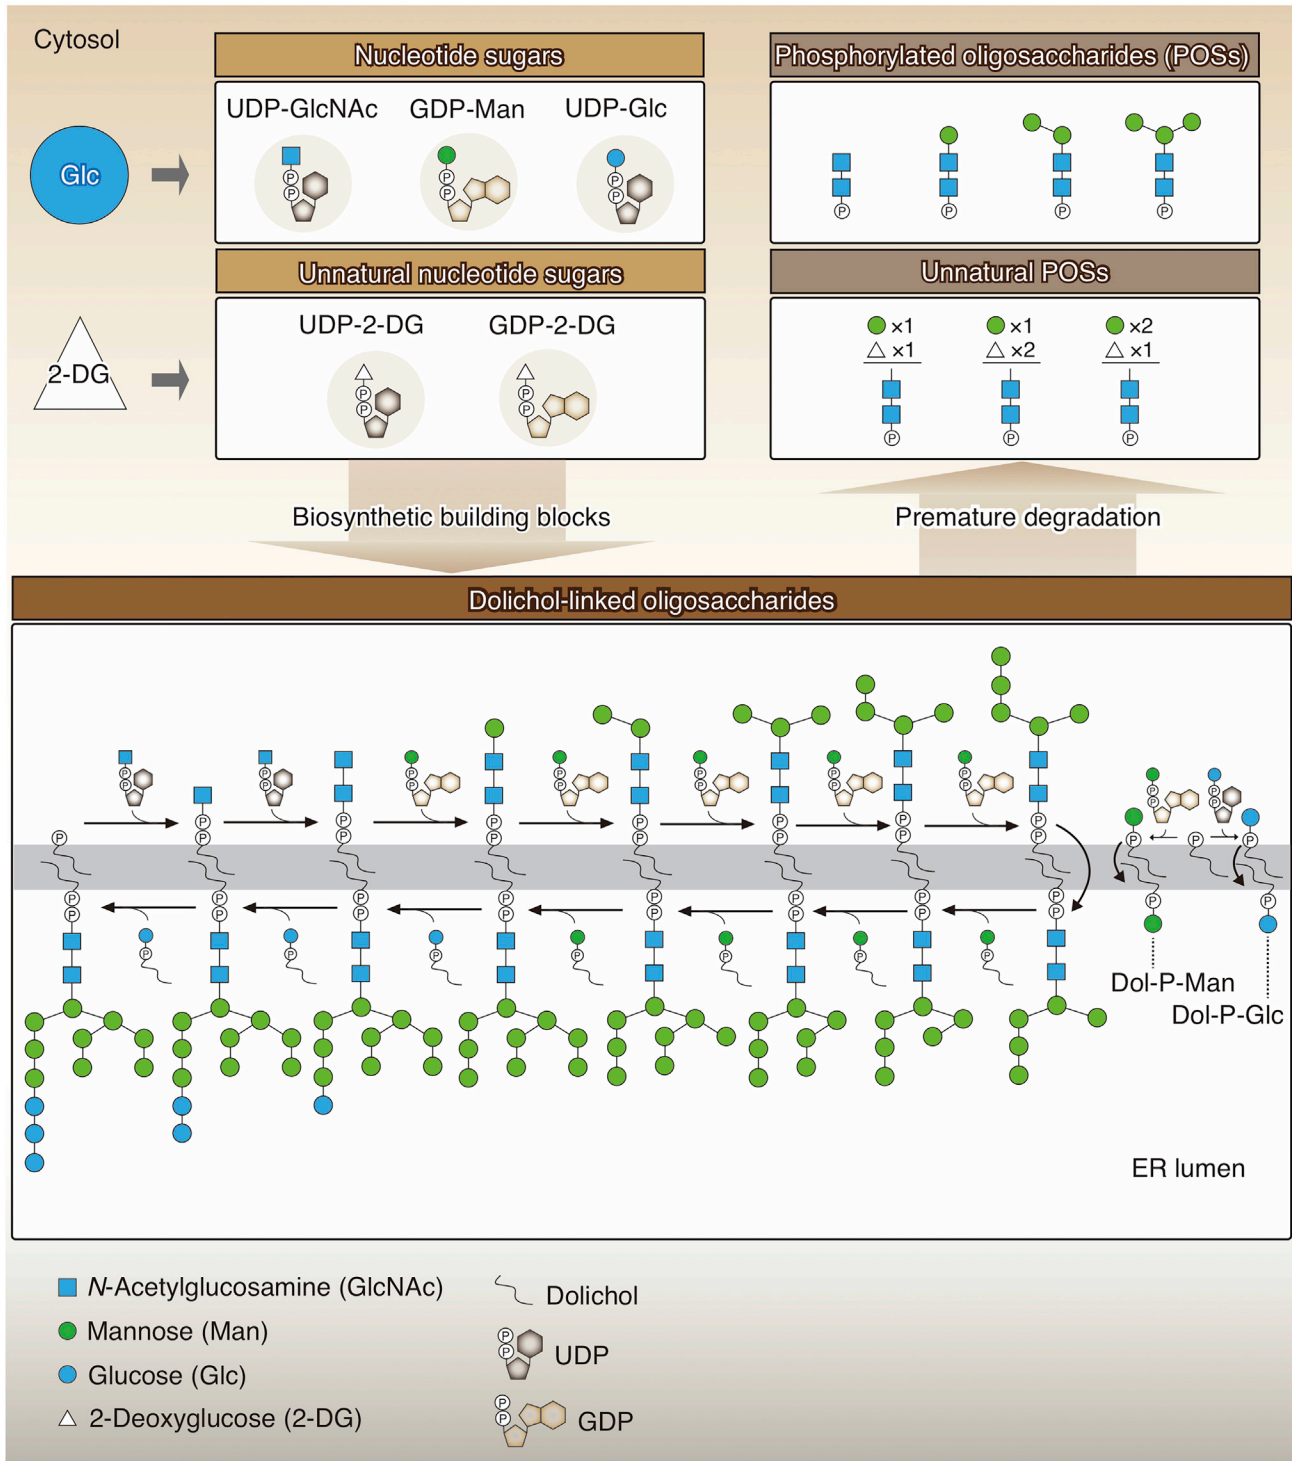 Cytosol
Nucleotide sugars
Phosphorylated oligosaccharides (POSs)
UDP-GlcNAc GDP-Man UDP-Glc
Glc
P P P
P P P
P P P P
Unnatural nucleotide sugars
Unnatural POSs
UDP-2-DG GDP-2-DG
×1 ×1 ×2
×1 ×2 ×1
2-DG
P P
P P
P P P
Biosynthetic building blocks
Premature degradation
Dolichol-linked oligosaccharides
P P P P P P P P P
P P P P P P P P P
P P P P P P P
P P P P P P P P P P
P P P P P P P P P P
P P P P P P P P
P P P P P P P
Dol-P-Man
Dol-P-Glc
ER lumen
N-Acetylglucosamine (GlcNAc)
Dolichol
Mannose (Man)
P
P
UDP
Glucose (Glc)
2-Deoxyglucose (2-DG)
P
P
GDP